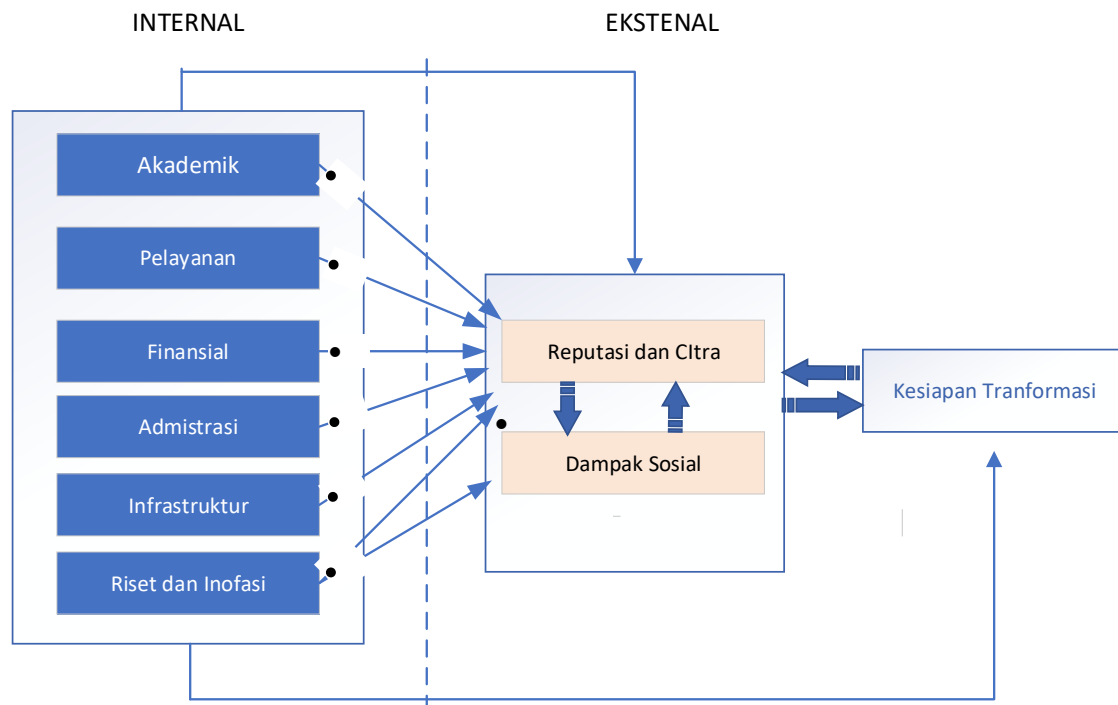 INTERNAL
EKSTENAL
Akademik
Pelayanan
Finansial
Admistrasi
Infrastruktur
Riset dan Inofasi
Reputasi dan CItra
Dampak Sosial
Kesiapan Tranformasi